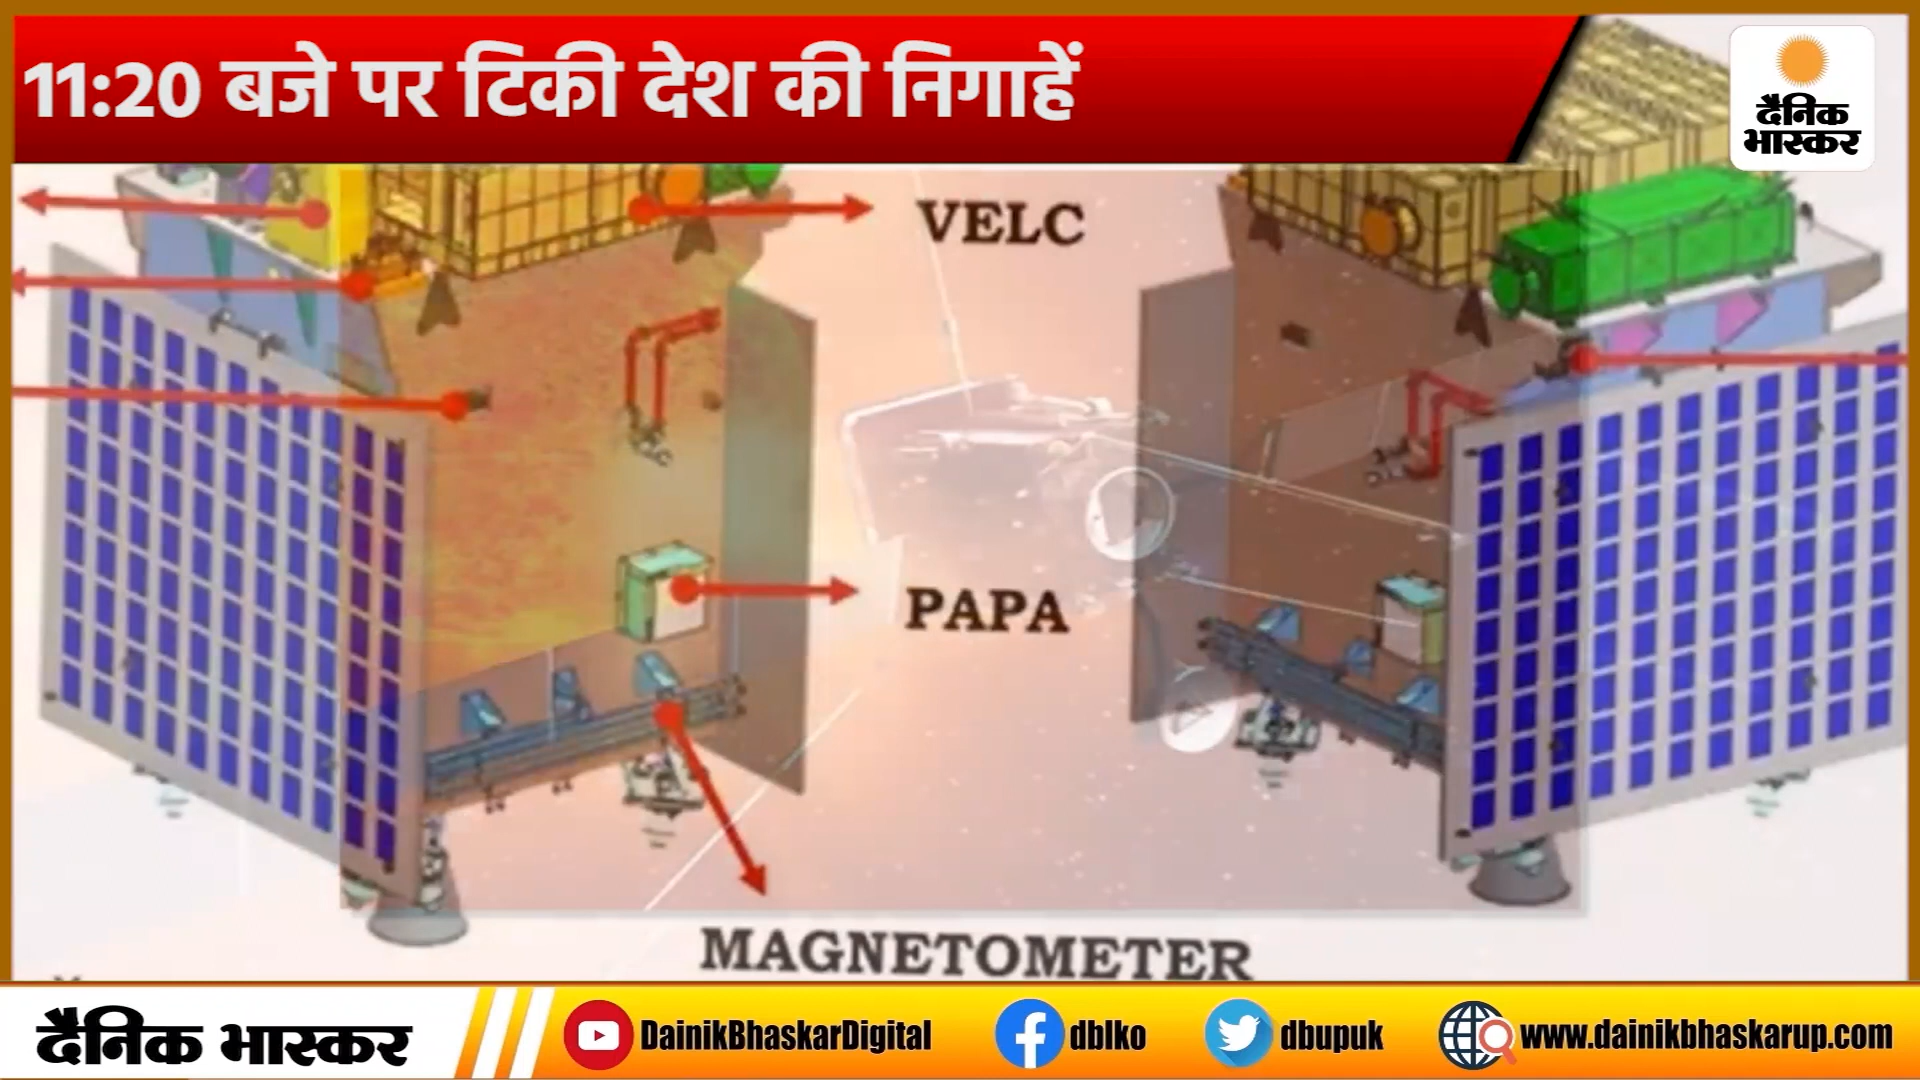 11:20 बजे पर टिकी देश की निगाहें
दैनिक
भास्कर
VELC
PAPA
MAGNETOMETER
दैनिक भास्कर
DainikBhaskarDigital
dblko
dbupuk
www.dainikbhaskarup.com